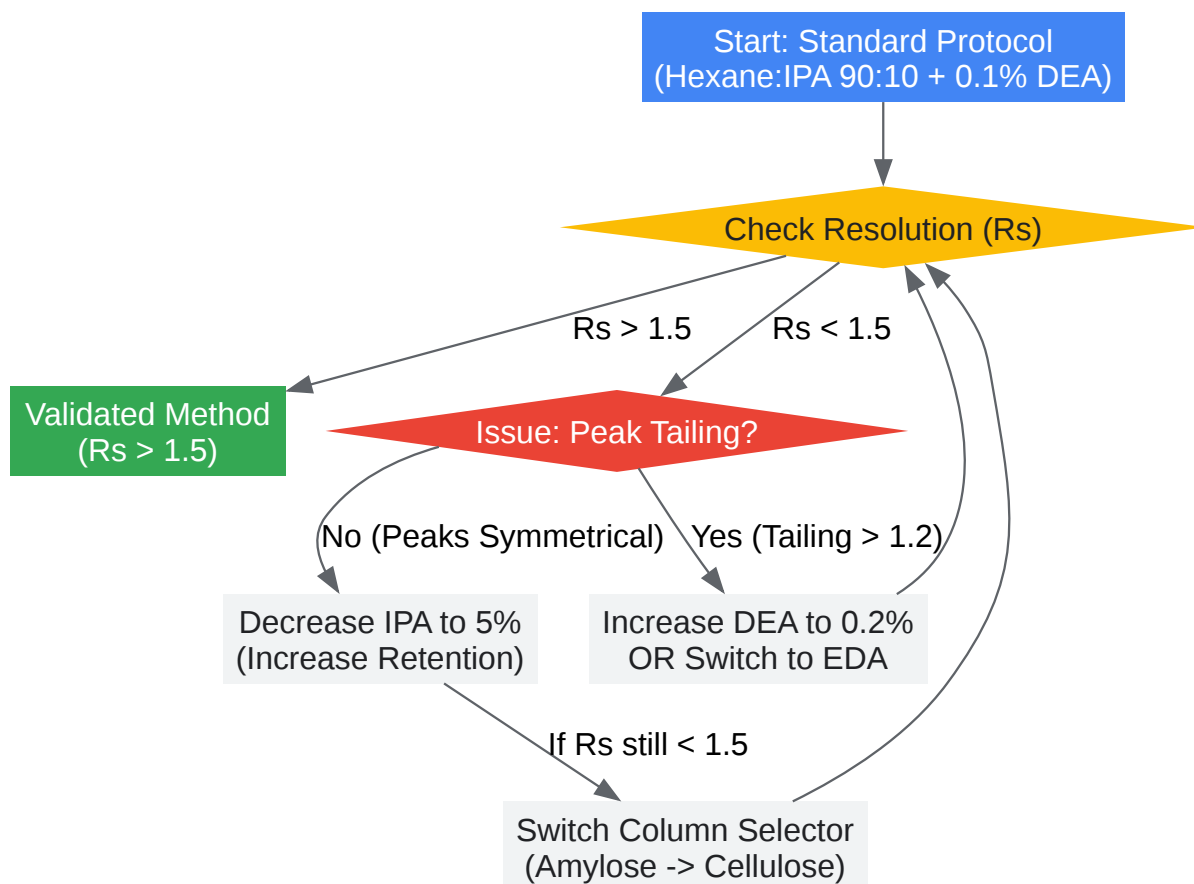 Start: Standard Protocol
(Hexane:IPA 90:10 + 0.1% DEA)
Check Resolution (Rs)
Rs > 1.5
Rs < 1.5
Validated Method
(Rs > 1.5)
Issue: Peak Tailing?
No (Peaks Symmetrical)
Yes (Tailing > 1.2)
Decrease IPA to 5%
(Increase Retention)
Increase DEA to 0.2%
OR Switch to EDA
If Rs still < 1.5
Switch Column Selector
(Amylose -> Cellulose)